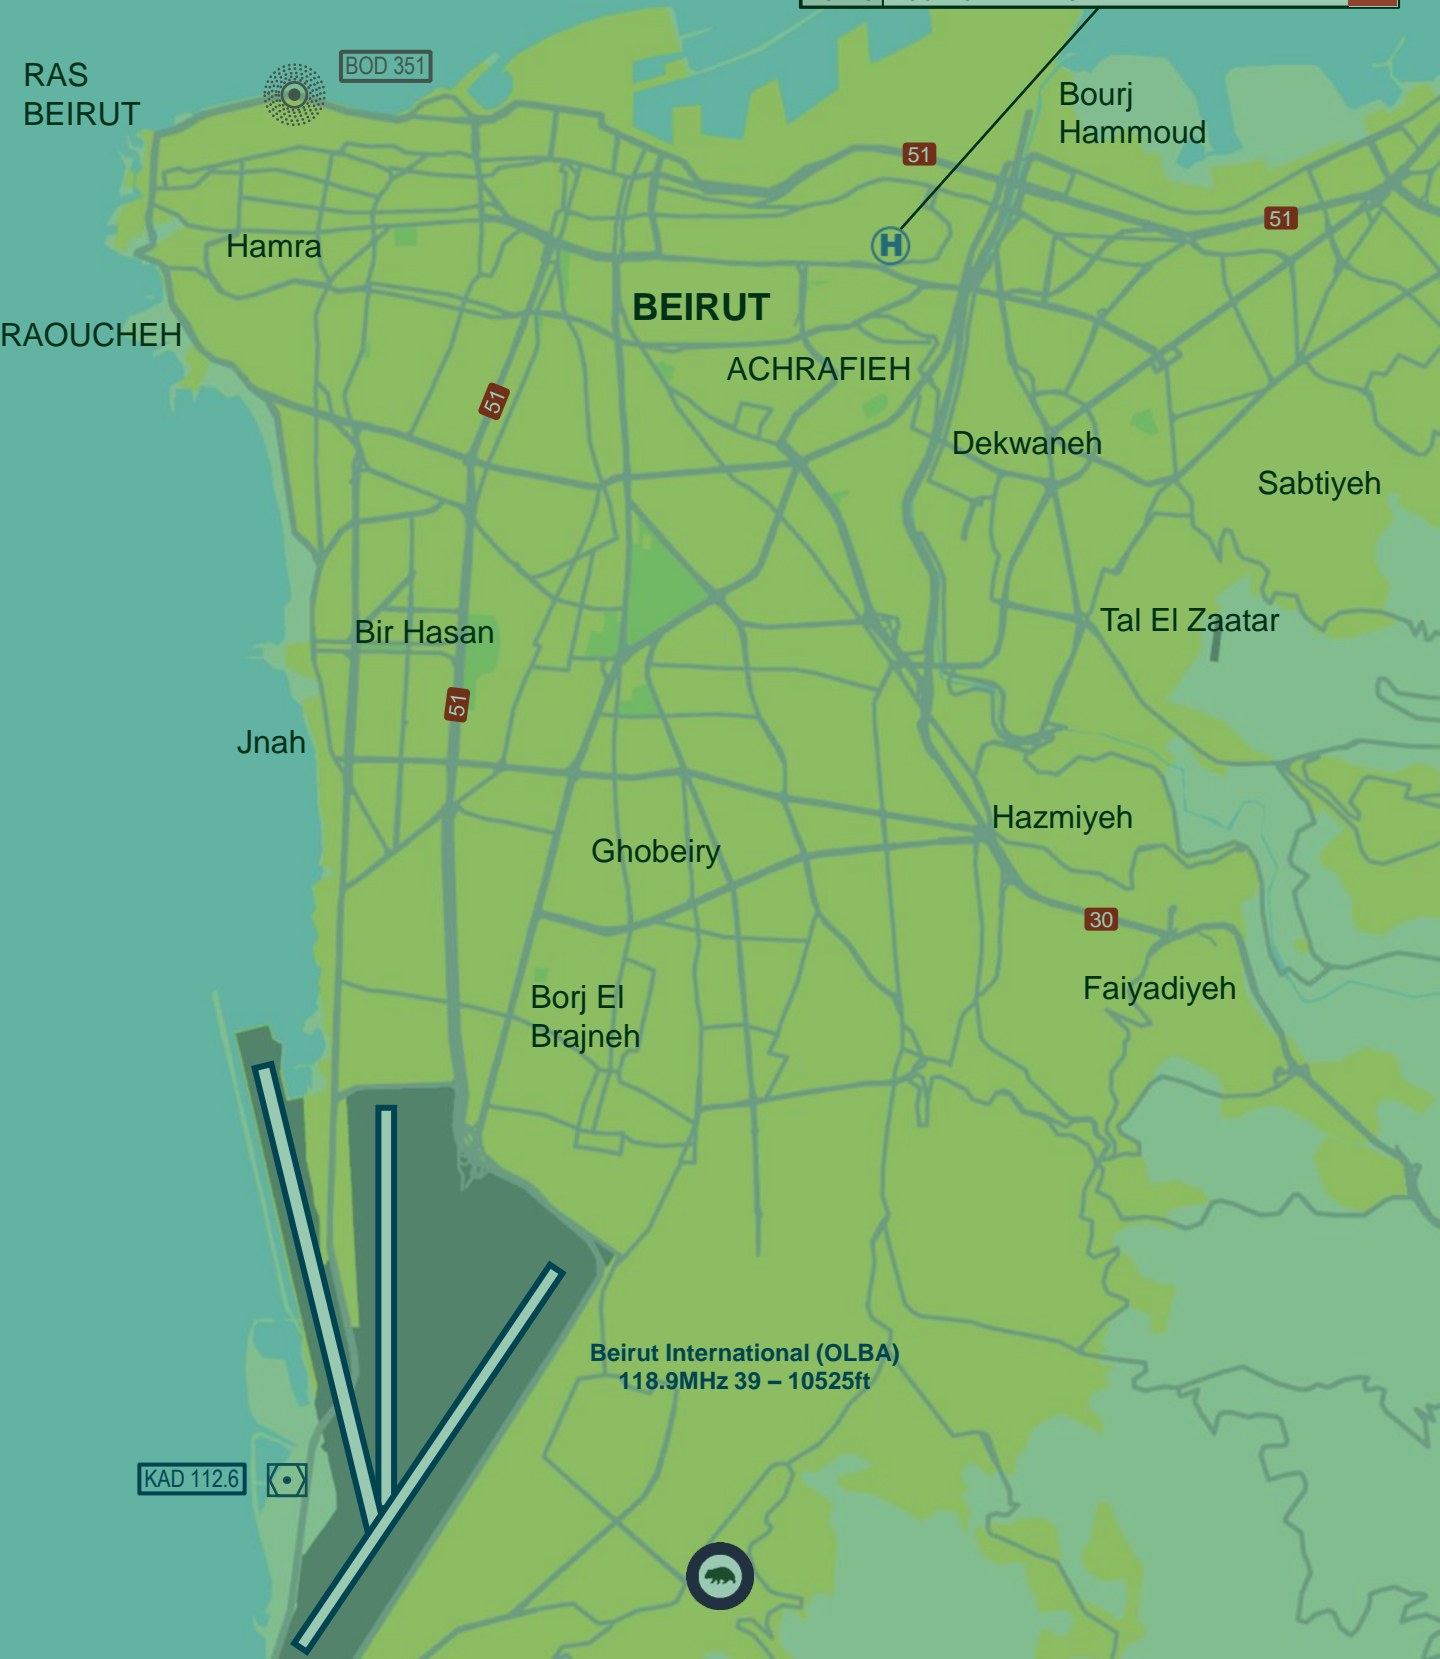 RAS
BEIRUT
BOD 351
Bourj
Hammoud
51
51
Hamra
H
BEIRUT
RAOUCHEH
ACHRAFIEH
51
Dekwaneh
Sabtiyeh
Bir Hasan
Tal El Zaatar
51
Jnah
Hazmiyeh
Ghobeiry
30
Faiyadiyeh
Borj El
Brajneh
Beirut International (OLBA)
118.9MHz 39 – 10525ft
KAD 112.6